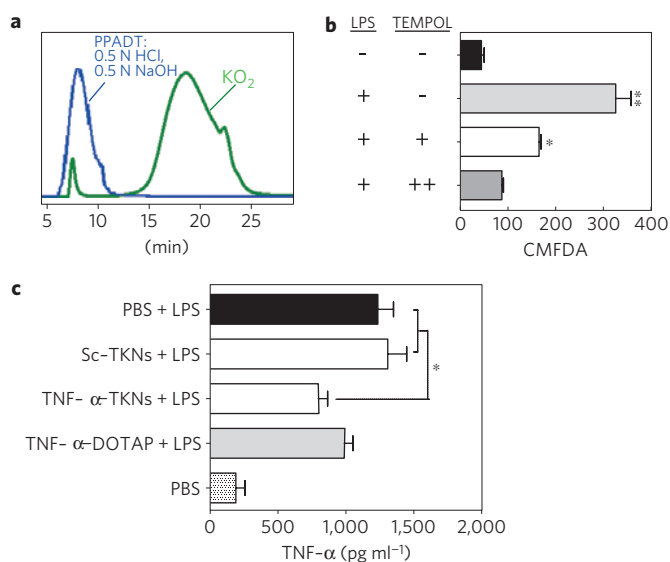 a
PPADT:
0.5 N HCl,
0.5 N NaOH
KO₂
5 10 15 20 25
(min)
b
LPS TEMPOL
- -
+ - **
+ + *
+ ++
0 100 200 300 400
CMFDA
c
PBS + LPS
Sc-TKNs + LPS
*
TNF- α-TKNs + LPS
TNF- α-DOTAP + LPS
PBS
0 500 1,000 1,500 2,000
TNF-α (pg ml⁻¹)